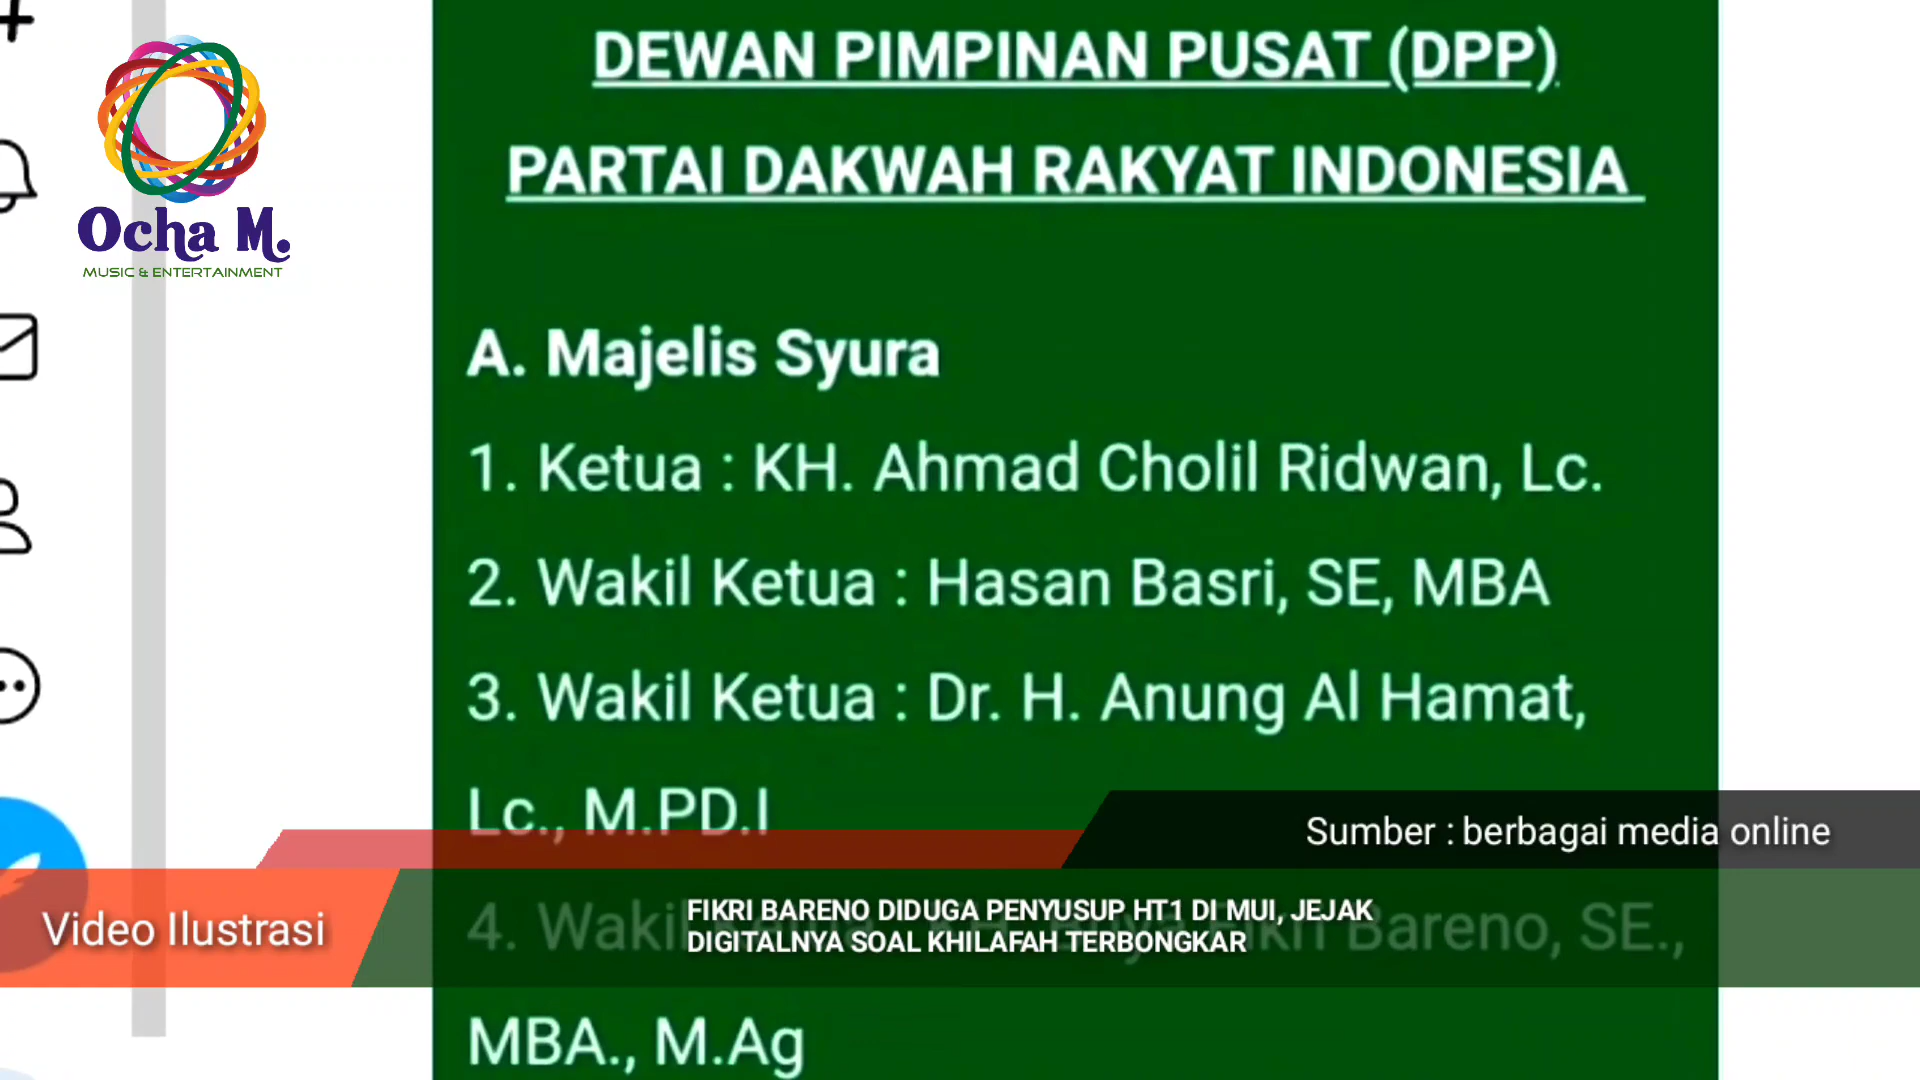 Ocha M.
MUSIC & ENTERTAINMENT
DEWAN PIMPINAN PUSAT (DPP)
PARTAI DAKWAH RAKYAT INDONESIA
A. Majelis Syura
1. Ketua : KH. Ahmad Cholil Ridwan, Lc.
2. Wakil Ketua : Hasan Basri, SE, MBA
3. Wakil Ketua : Dr. H. Anung Al Hamat,
Lc., M.PD.I
4. Wakil Bareno, SE.,
MBA., M.Ag
Sumber : berbagai media online
Video Ilustrasi
FIKRI BARENO DIDUGA PENYUSUP HT1 DI MUI, JEJAK
DIGITALNYA SOAL KHILAFAH TERBONGKAR